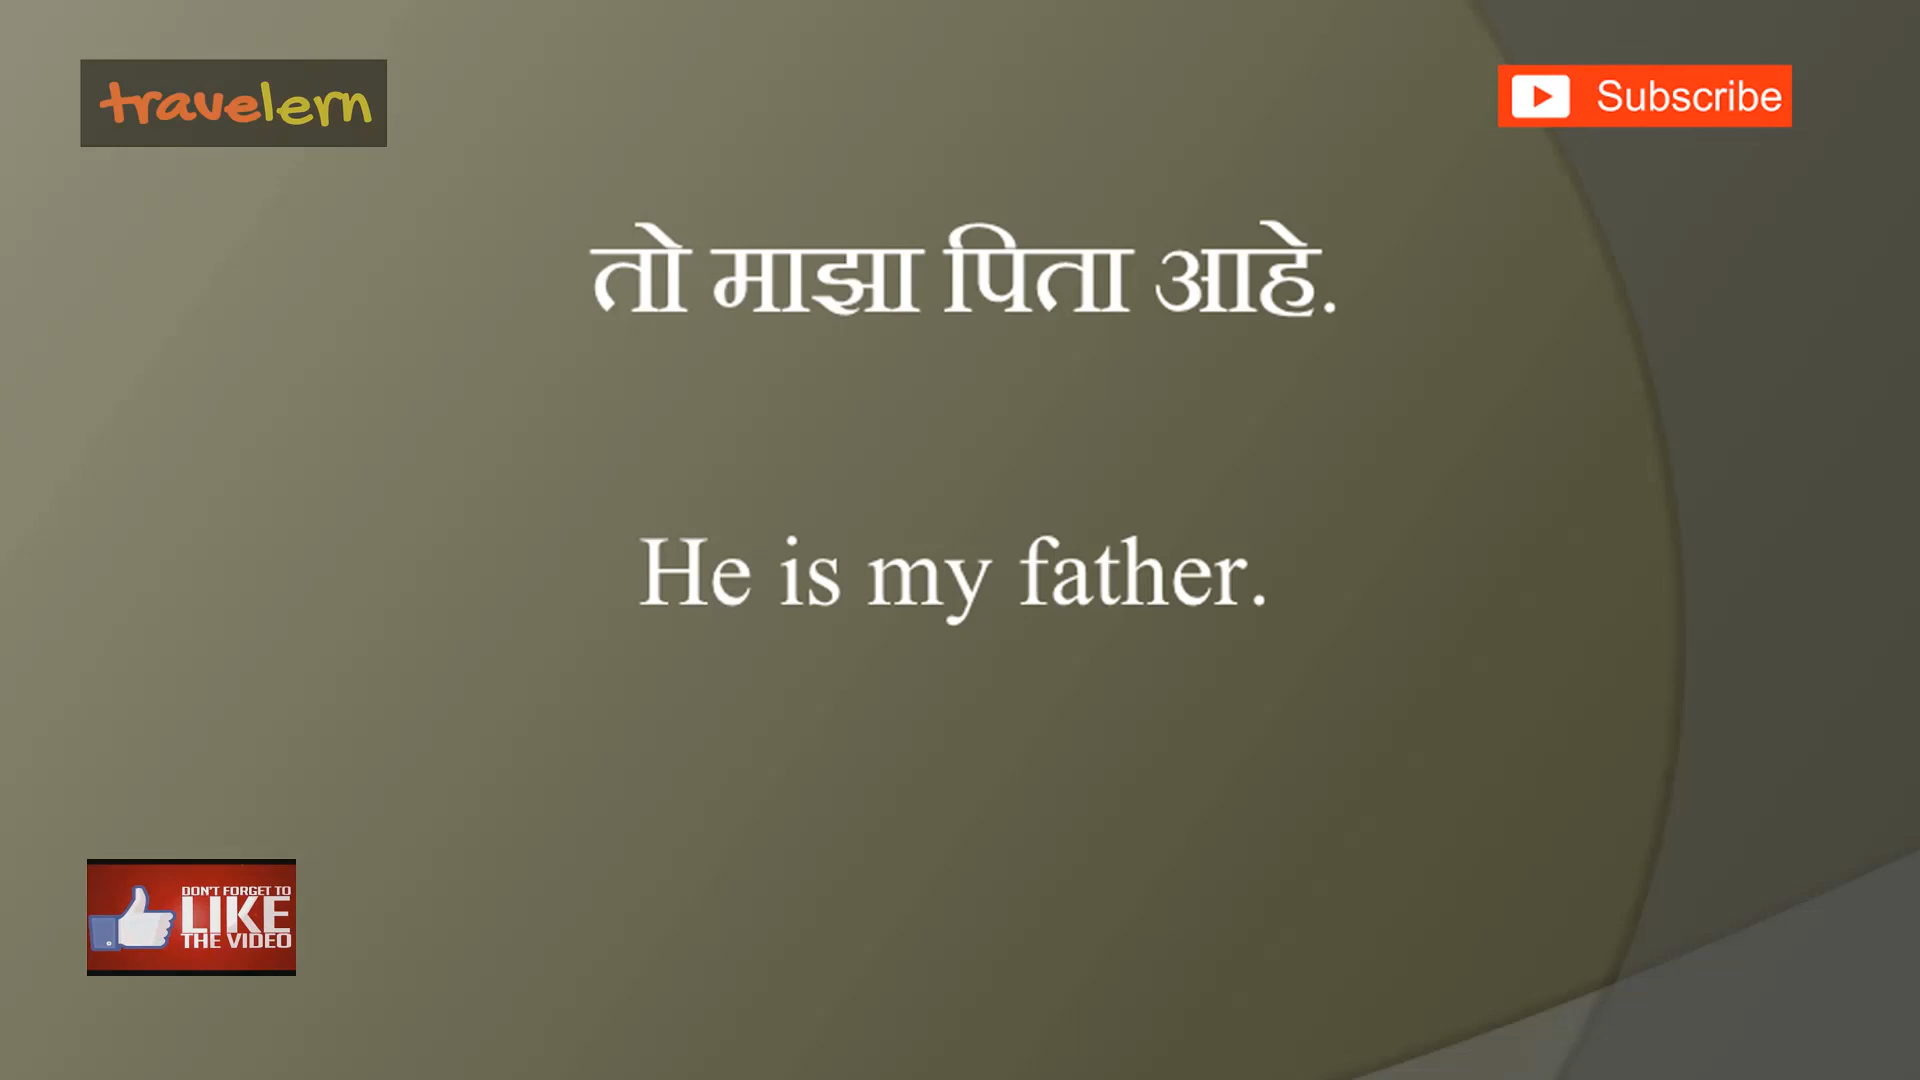 travelern
Subscribe
तो माझा पिता आहे.
He is my father.
DON'T FORGET TO
LIKE
THE VIDEO